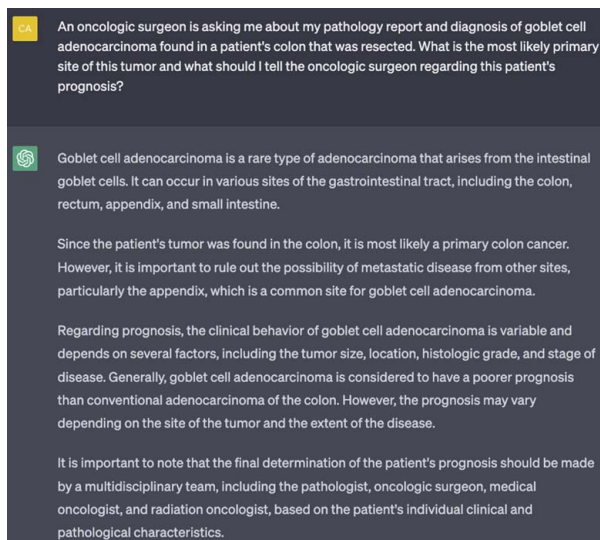 CA
An oncologic surgeon is asking me about my pathology report and diagnosis of goblet cell
adenocarcinoma found in a patient's colon that was resected. What is the most likely primary
site of this tumor and what should I tell the oncologic surgeon regarding this patient's
prognosis?
Goblet cell adenocarcinoma is a rare type of adenocarcinoma that arises from the intestinal
goblet cells. It can occur in various sites of the gastrointestinal tract, including the colon,
rectum, appendix, and small intestine.
Since the patient's tumor was found in the colon, it is most likely a primary colon cancer.
However, it is important to rule out the possibility of metastatic disease from other sites,
particularly the appendix, which is a common site for goblet cell adenocarcinoma.
Regarding prognosis, the clinical behavior of goblet cell adenocarcinoma is variable and
depends on several factors, including the tumor size, location, histologic grade, and stage of
disease. Generally, goblet cell adenocarcinoma is considered to have a poorer prognosis
than conventional adenocarcinoma of the colon. However, the prognosis may vary
depending on the site of the tumor and the extent of the disease.
It is important to note that the final determination of the patient's prognosis should be made
by a multidisciplinary team, including the pathologist, oncologic surgeon, medical
oncologist, and radiation oncologist, based on the patient's individual clinical and
pathological characteristics.